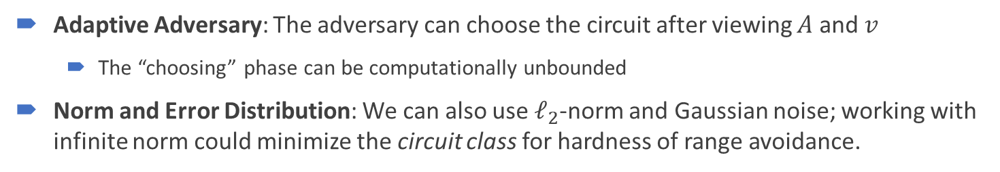 Adaptive Adversary: The adversary can choose the circuit after viewing A and v
The “choosing” phase can be computationally unbounded
Norm and Error Distribution: We can also use ℓ₂-norm and Gaussian noise; working with
infinite norm could minimize the circuit class for hardness of range avoidance.